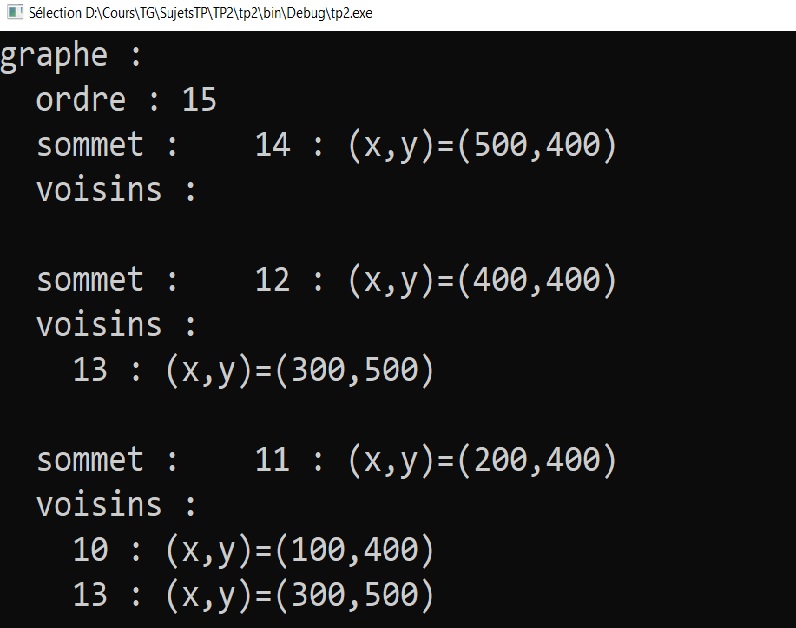 Sélection D:\Cours\TG\SujetsTP\TP2\tp2\bin\Debug\tp2.exe
graphe :
ordre : 15
sommet : 14 : (x,y)=(500,400)
voisins :
sommet : 12 : (x,y)=(400,400)
voisins :
13 : (x,y)=(300,500)
sommet : 11 : (x,y)=(200,400)
voisins :
10 : (x,y)=(100,400)
13 : (x,y)=(300,500)